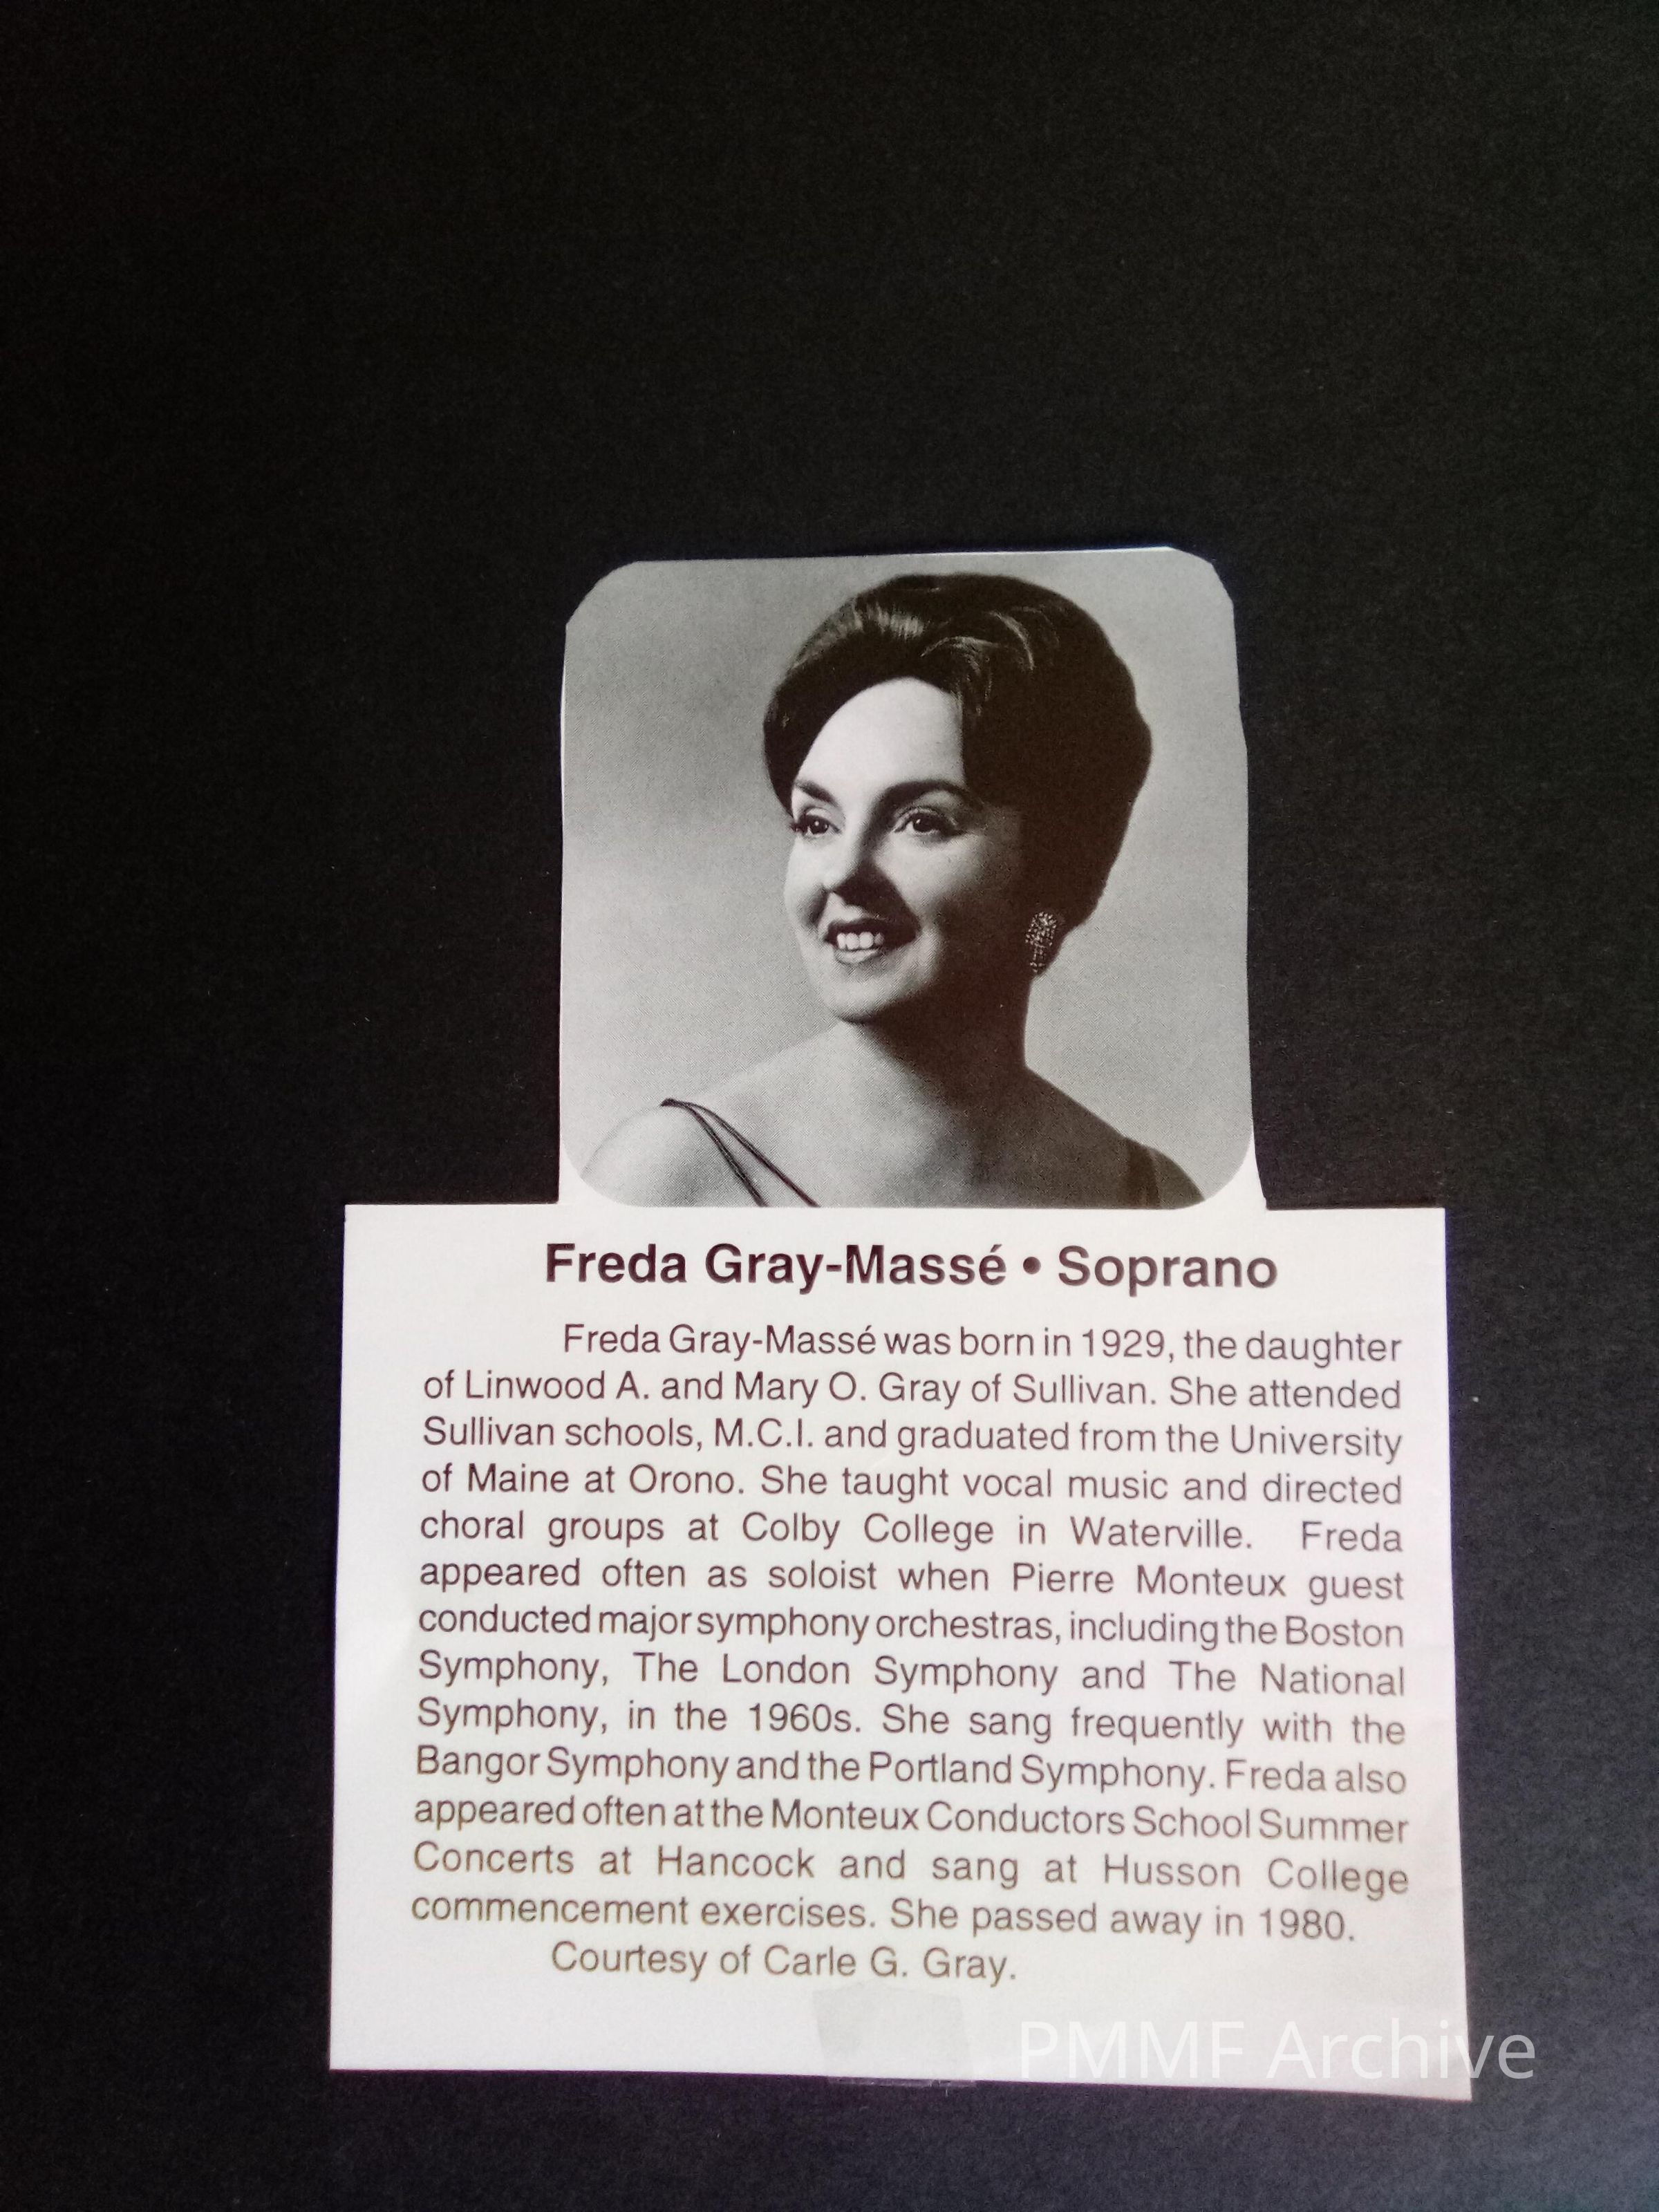 Freda Gray-Massé • Soprano
Freda Gray-Massé was born in 1929, the daughter
of Linwood A. and Mary O. Gray of Sullivan. She attended
Sullivan schools, M.C.I. and graduated from the University
of Maine at Orono. She taught vocal music and directed
choral groups at Colby College in Waterville. Freda
appeared often as soloist when Pierre Monteux guest
conducted major symphony orchestras, including the Boston
Symphony, The London Symphony and The National
Symphony, in the 1960s. She sang frequently with the
Bangor Symphony and the Portland Symphony. Freda also
appeared often at the Monteux Conductors School Summer
Concerts at Hancock and sang at Husson College
commencement exercises. She passed away in 1980.
Courtesy of Carle G. Gray.
PMMF Archive